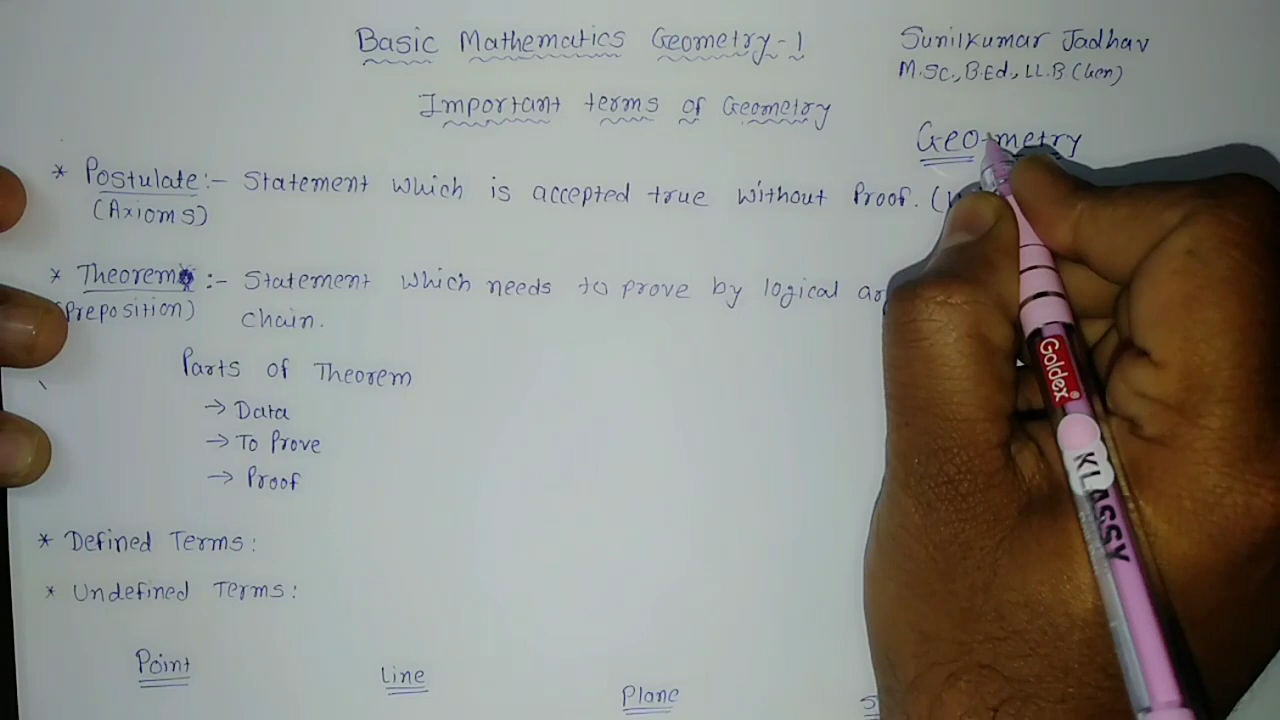 Basic Mathematics Geometry-1
Sunilkumar Jadhav
M.Sc., B.Ed., LL.B (Gen)
Important terms of Geometry
Geo-metry
* Postulate:- Statement which is accepted true without Proof. (
(Axioms)
* Theorem :- Statement which needs to prove by logical
(Preposition) chain.
Parts of Theorem
→ Data
→ To Prove
→ Proof
* Defined Terms:
* Undefined Terms:
Point
Line
Plane
Goldex
KLASSY